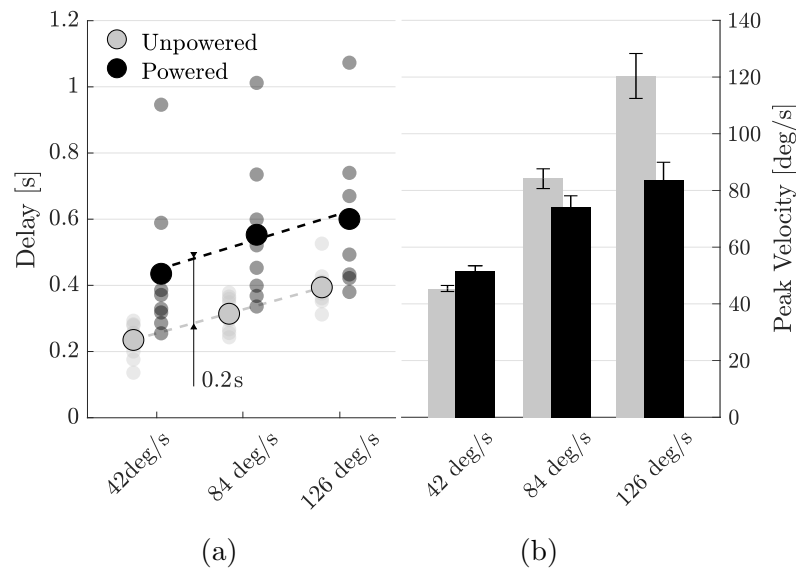 1.2
1
0.8
0.6
0.4
0.2
0
Delay [s]
Unpowered
Powered
0.2s
42deg/s
84 deg/s
126 deg/s
(a)
140
120
100
80
60
40
20
0
Peak Velocity [deg/s]
42 deg/s
84 deg/s
126 deg/s
(b)